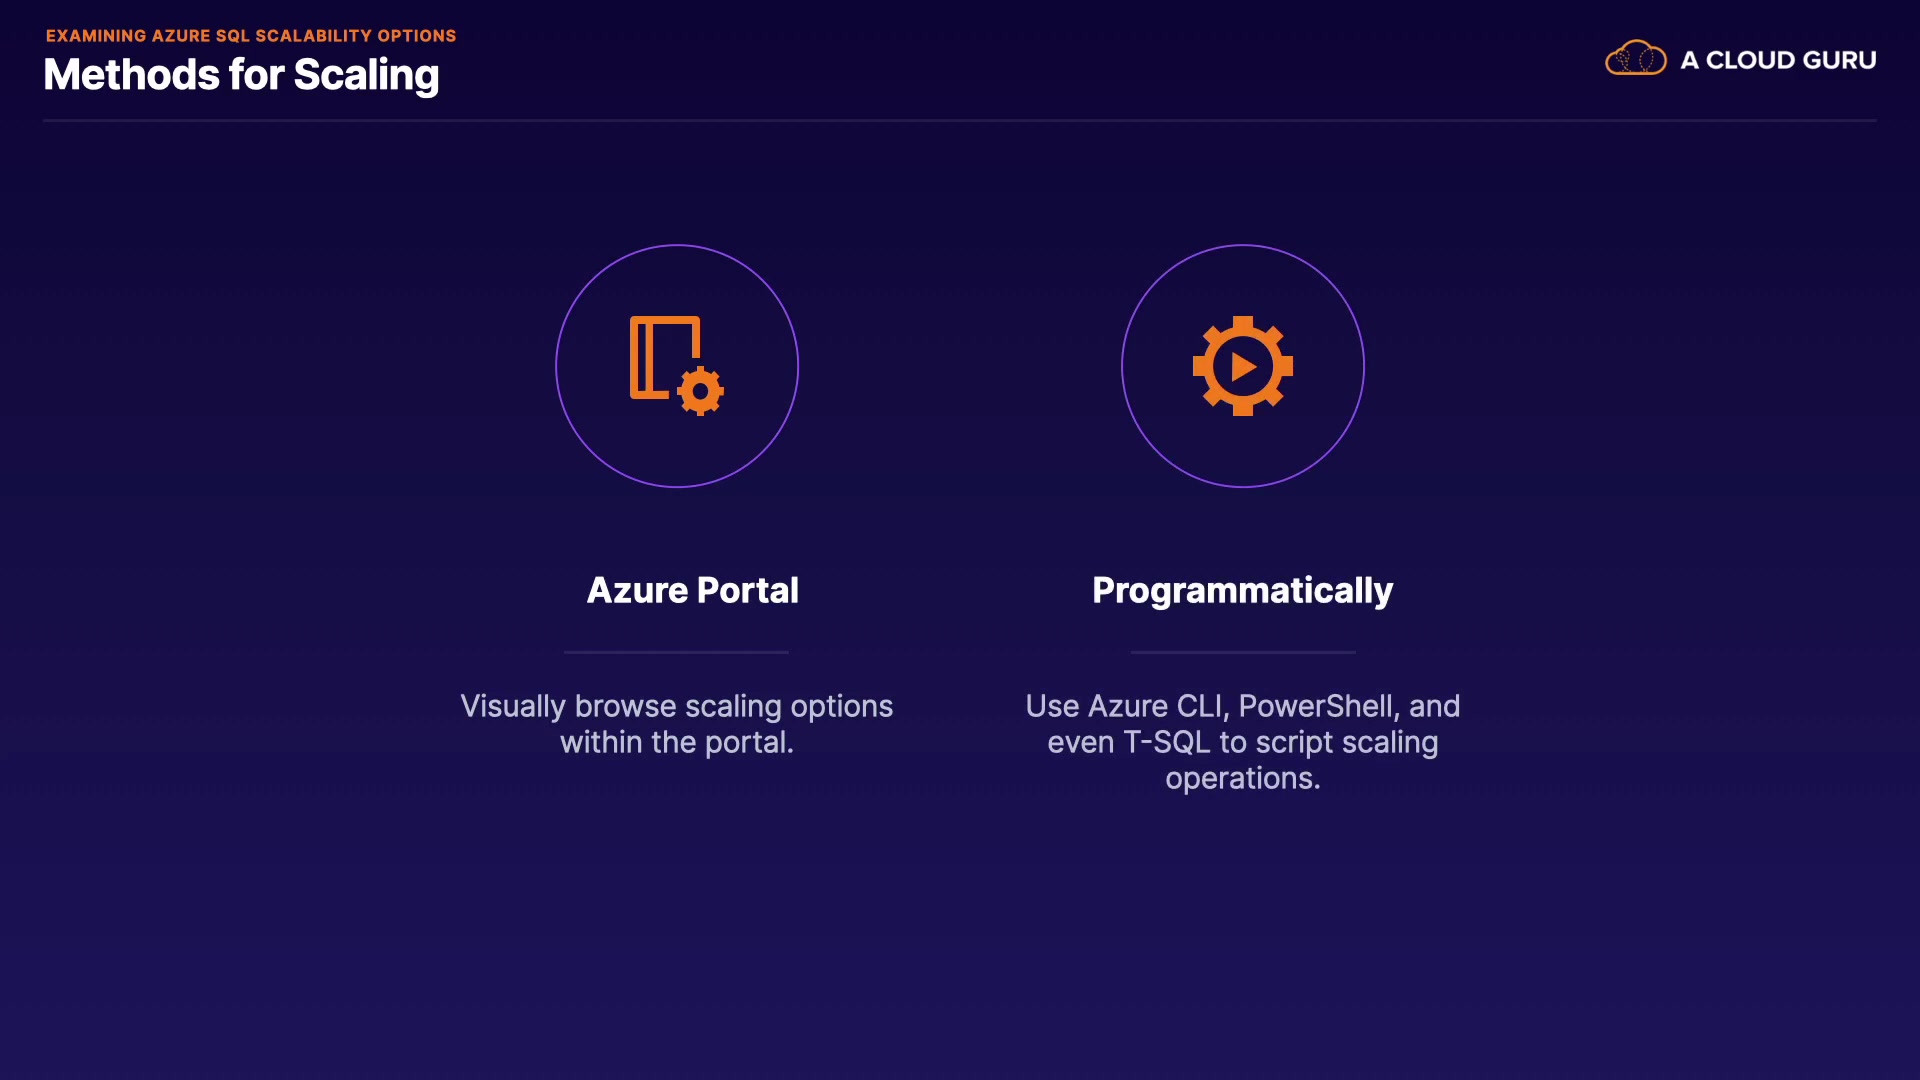 EXAMINING AZURE SQL SCALABILITY OPTIONS
Methods for Scaling
A CLOUD GURU
Azure Portal
Visually browse scaling options
within the portal.
Programmatically
Use Azure CLI, PowerShell, and
even T-SQL to script scaling
operations.